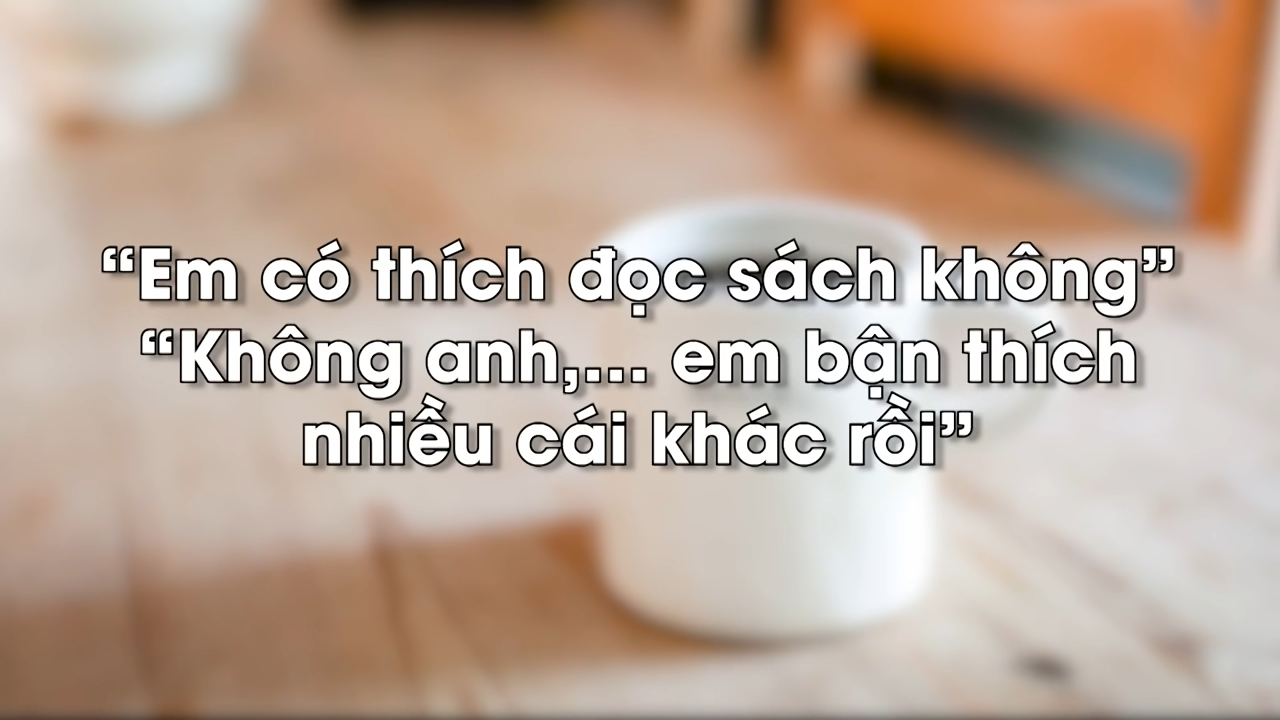 “Em có thích đọc sách không”
“Không anh,... em bận thích
nhiều cái khác rồi”